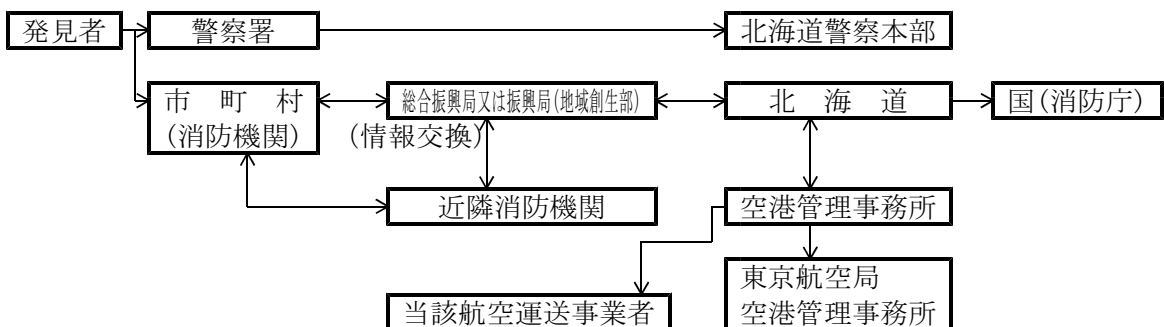 発見者
警察署
北海道警察本部
市　町　村
(消防機関)
総合振興局又は振興局(地域創生部)
北　海　道
国(消防庁)
(情報交換)
近隣消防機関
空港管理事務所
東京航空局
空港管理事務所
当該航空運送事業者